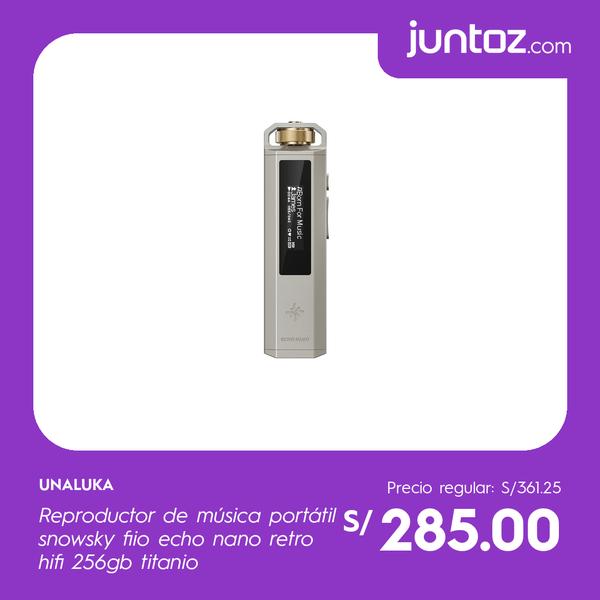 juntoz.com
Born For Music
James
UNALUKA
Reproductor de música portátil
snowsky fiio echo nano retro
hifi 256gb titanio
Precio regular: S/361.25
S/285.00